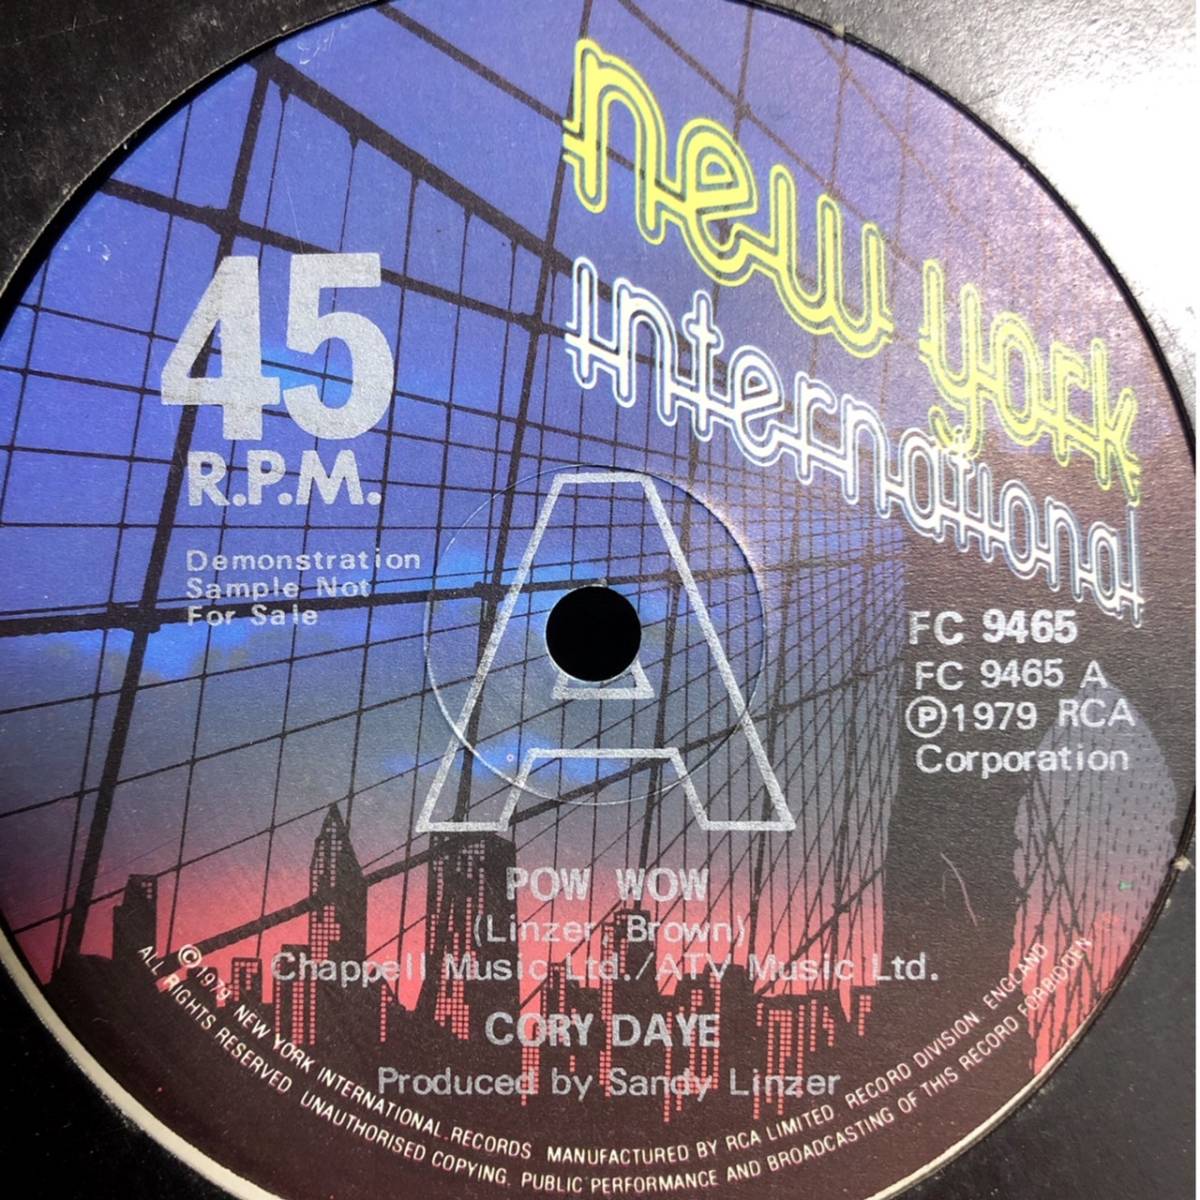 new york
International
45
R.P.M.
Demonstration
Sample Not
For Sale
A
FC 9465
FC 9465 A
Ⓟ1979 RCA
Corporation
POW WOW
(Linzer, Brown)
Chappell Music Ltd./ATV Music Ltd.
CORY DAYE
Produced by Sandy Linzer
©1979 NEW YORK INTERNATIONAL RECORDS MANUFACTURED BY RCA LIMITED RECORD DIVISION ENGLAND
ALL RIGHTS RESERVED UNAUTHORISED COPYING, PUBLIC PERFORMANCE AND BROADCASTING OF THIS RECORD FORBIDDEN